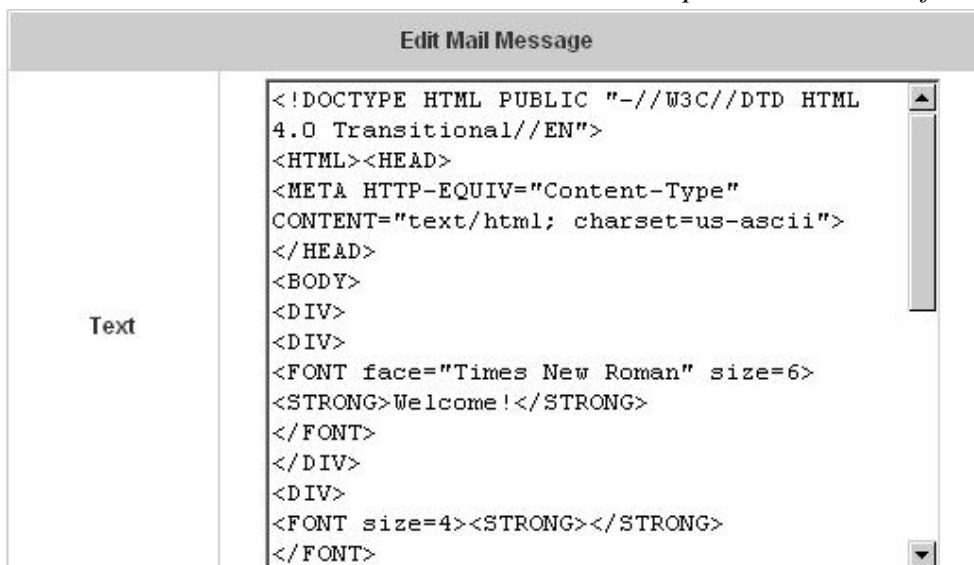 Edit Mail Message
Text
<!DOCTYPE HTML PUBLIC "-//W3C//DTD HTML
4.0 Transitional//EN">
<HTML><HEAD>
<META HTTP-EQUIV="Content-Type"
CONTENT="text/html; charset=us-ascii">
</HEAD>
<BODY>
<DIV>
<DIV>
<FONT face="Times New Roman" size=6>
<STRONG>Welcome!</STRONG>
</FONT>
</DIV>
<DIV>
<FONT size=4><STRONG></STRONG>
</FONT>